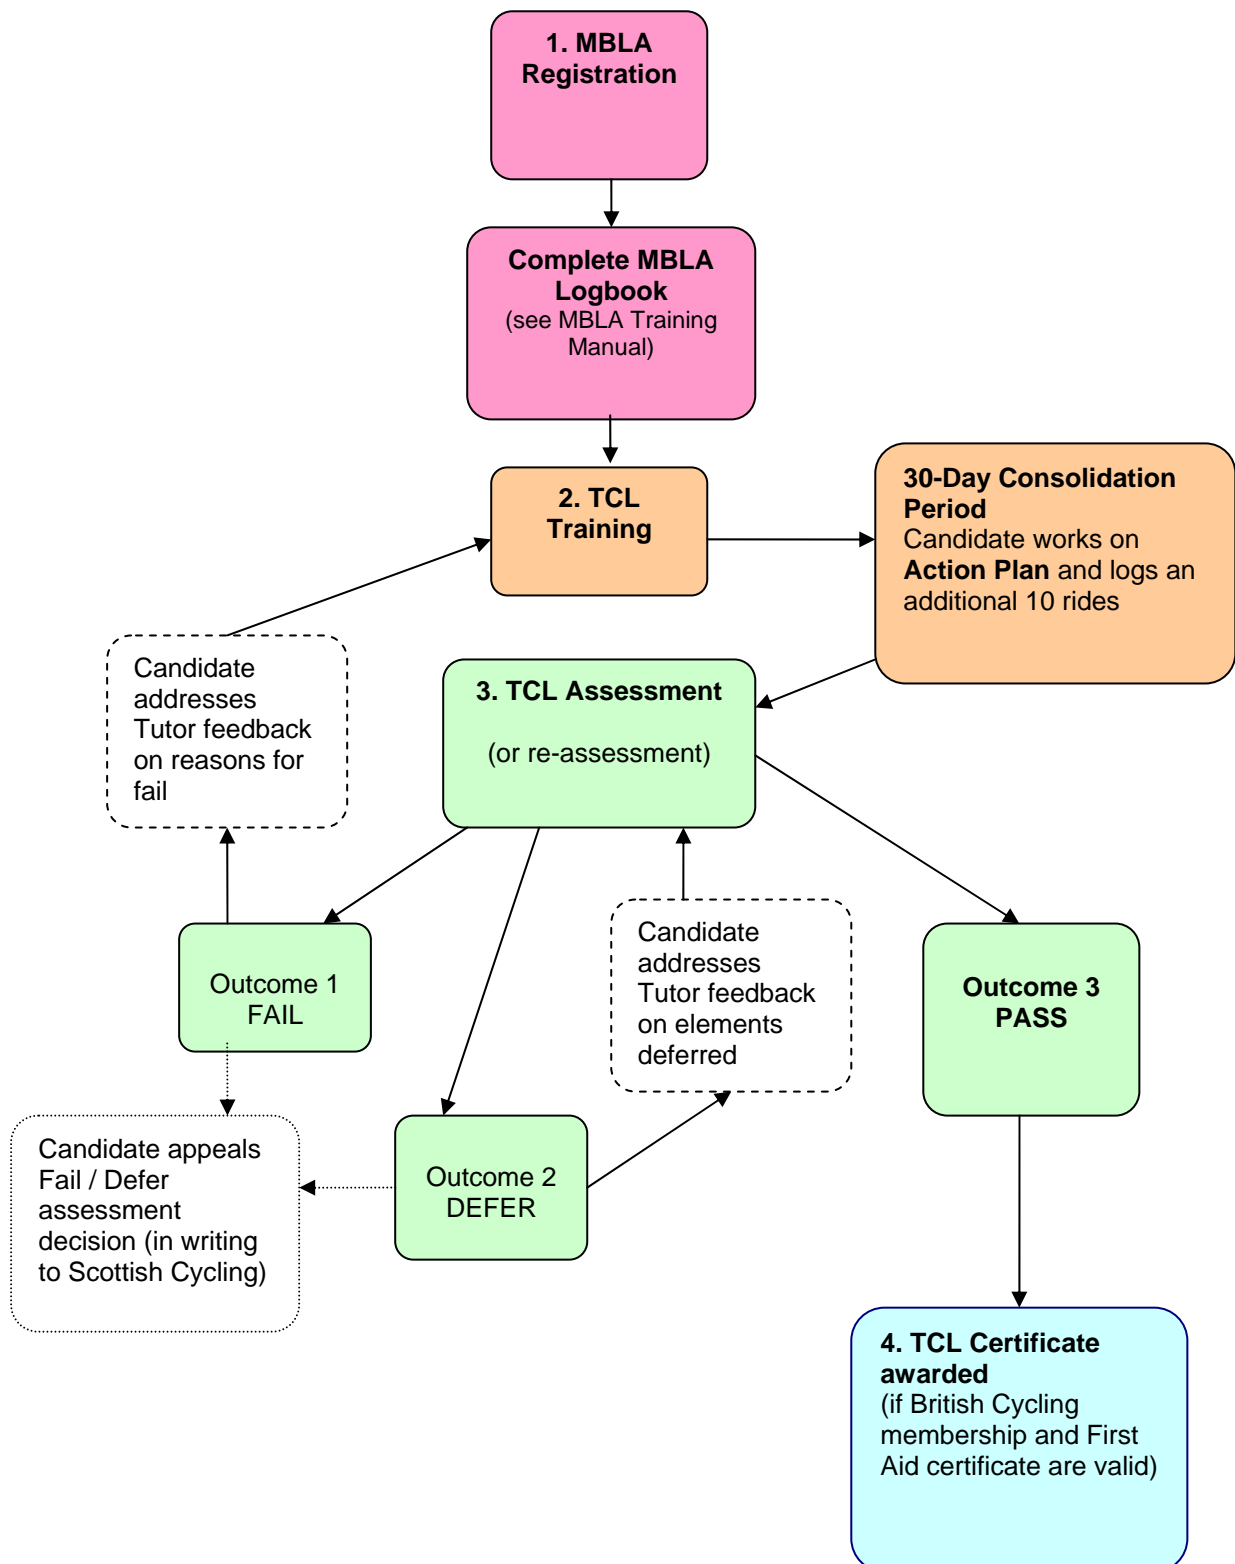 1. MBLA
Registration
Complete MBLA
Logbook
(see MBLA Training
Manual)
2. TCL
Training
30-Day Consolidation
Period
Candidate works on
Action Plan and logs an
additional 10 rides
Candidate
addresses
Tutor feedback
on reasons for
fail
3. TCL Assessment
(or re-assessment)
Outcome 1
FAIL
Candidate
addresses
Tutor feedback
on elements
deferred
Outcome 3
PASS
Candidate appeals
Fail / Defer
assessment
decision (in writing
to Scottish Cycling)
Outcome 2
DEFER
4. TCL Certificate
awarded
(if British Cycling
membership and First
Aid certificate are valid)